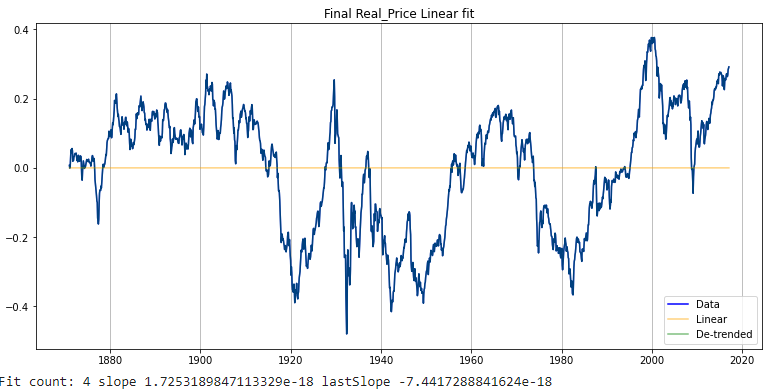 Final Real_Price Linear fit
0.4
0.2
0.0
−0.2
−0.4
1880 1900 1920 1940 1960 1980 2000 2020
Data
Linear
De-trended
Fit count: 4 slope 1.7253189847113329e-18 lastSlope -7.4417288841624e-18